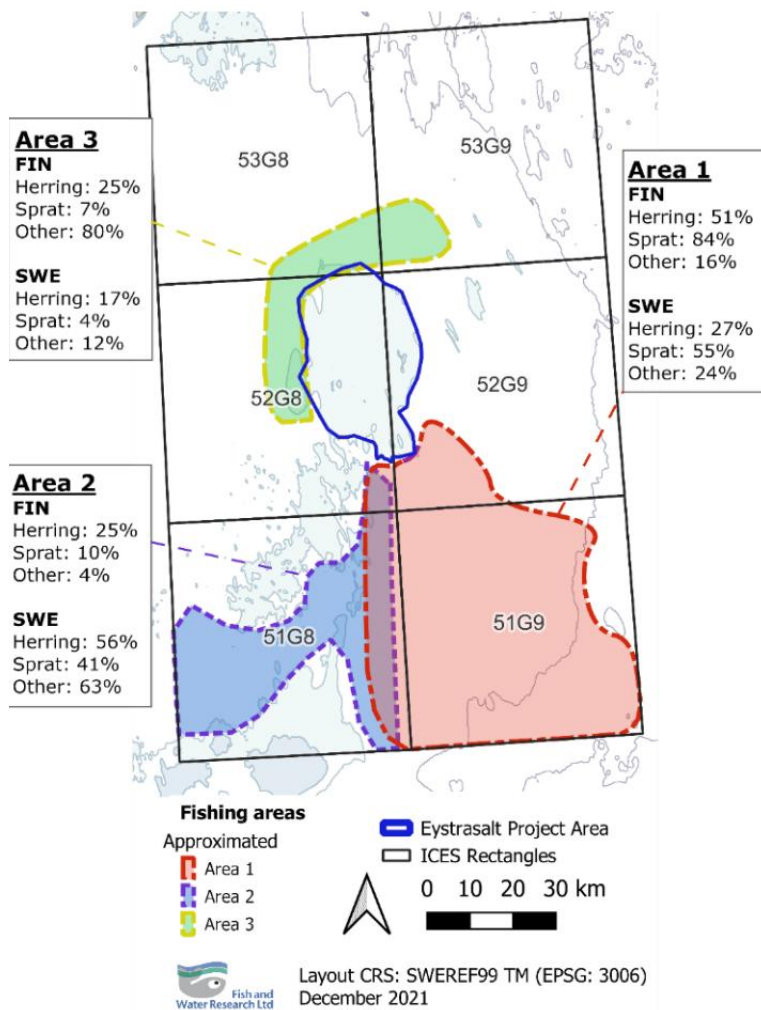 53G8
53G9
Area 3
FIN
Herring: 25%
Sprat: 7%
Other: 80%
SWE
Herring: 17%
Sprat: 4%
Other: 12%
Area 1
FIN
Herring: 51%
Sprat: 84%
Other: 16%
SWE
Herring: 27%
Sprat: 55%
Other: 24%
52G8
52G9
Area 2
FIN
Herring: 25%
Sprat: 10%
Other: 4%
SWE
Herring: 56%
Sprat: 41%
Other: 63%
51G8
51G9
Fishing areas
Approximated
Area 1
Area 2
Area 3
Eystrasalt Project Area
ICES Rectangles
0 10 20 30 km
Fish and
Water Research Ltd
Layout CRS: SWEREF99 TM (EPSG: 3006)
December 2021